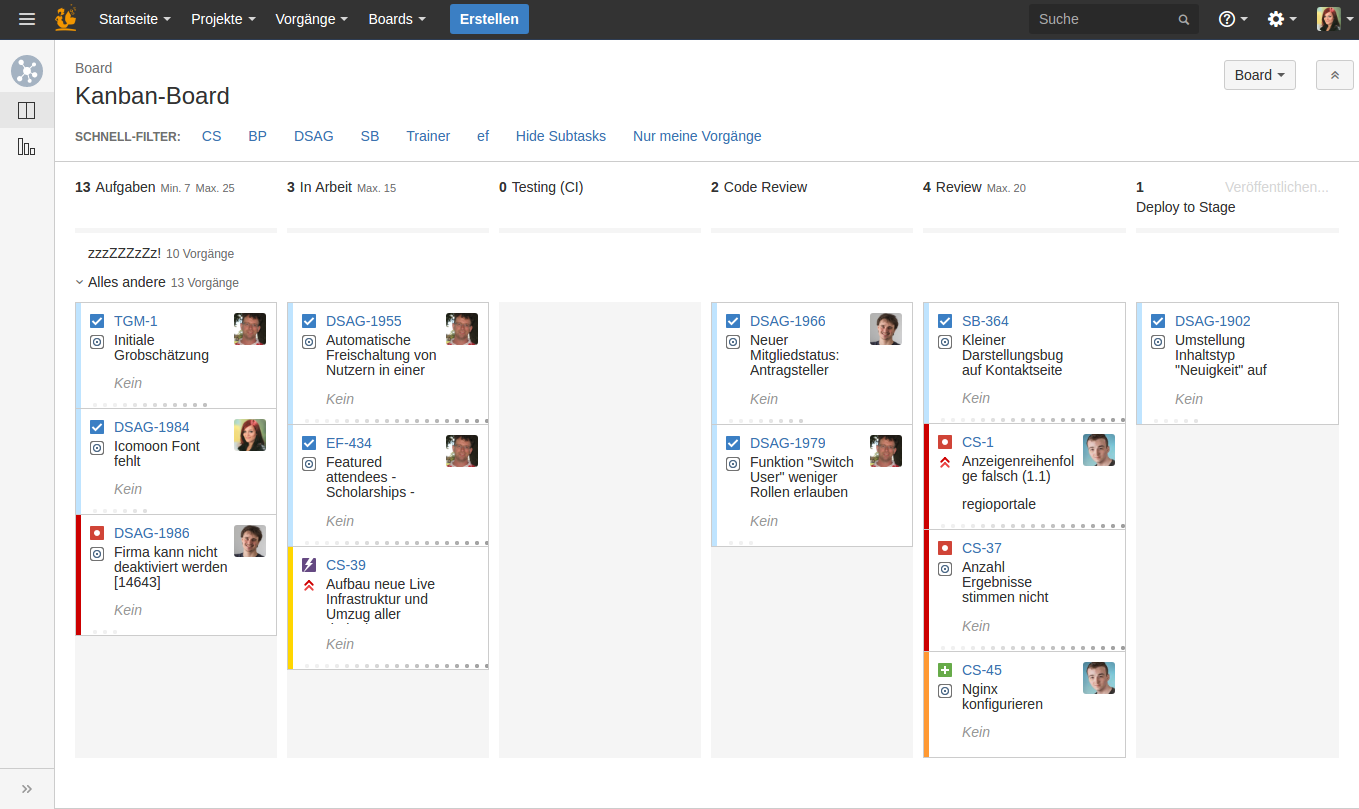 Startseite Projekte Vorgänge Boards Erstellen Suche
Board
Kanban-Board
Board
SCHNELL-FILTER: CS BP DSAG SB Trainer ef Hide Subtasks Nur meine Vorgänge
13 Aufgaben Min. 7 Max. 25
3 In Arbeit Max. 15
0 Testing (CI)
2 Code Review
4 Review Max. 20
1 Veröffentlichen...
Deploy to Stage
zzzZZZzZz! 10 Vorgänge
Alles andere 13 Vorgänge
TGM-1
Initiale
Grobschätzung
Kein
DSAG-1984
Icomoon Font
fehlt
Kein
DSAG-1986
Firma kann nicht
deaktiviert werden
[14643]
Kein
DSAG-1955
Automatische
Freischaltung von
Nutzern in einer
Kein
EF-434
Featured
attendees -
Scholarships -
Kein
CS-39
Aufbau neue Live
Infrastruktur und
Umzug aller
Kein
DSAG-1966
Neuer
Mitgliedstatus:
Antragsteller
Kein
DSAG-1979
Funktion "Switch
User" weniger
Rollen erlauben
Kein
SB-364
Kleiner
Darstellungsbug
auf Kontaktseite
Kein
CS-1
Anzeigenreihenfol
ge falsch (1.1)
regioportale
CS-37
Anzahl
Ergebnisse
stimmen nicht
Kein
CS-45
Nginx
konfigurieren
Kein
DSAG-1902
Umstellung
Inhaltstyp
"Neuigkeit" auf
Kein